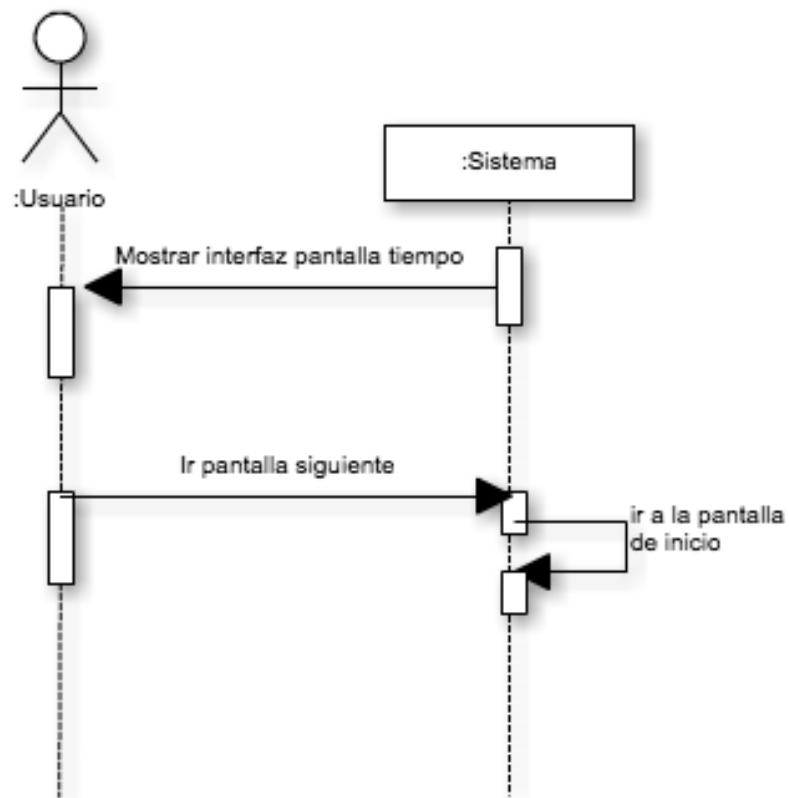 :Usuario
:Sistema
Mostrar interfaz pantalla tiempo
Ir pantalla siguiente
ir a la pantalla
de inicio